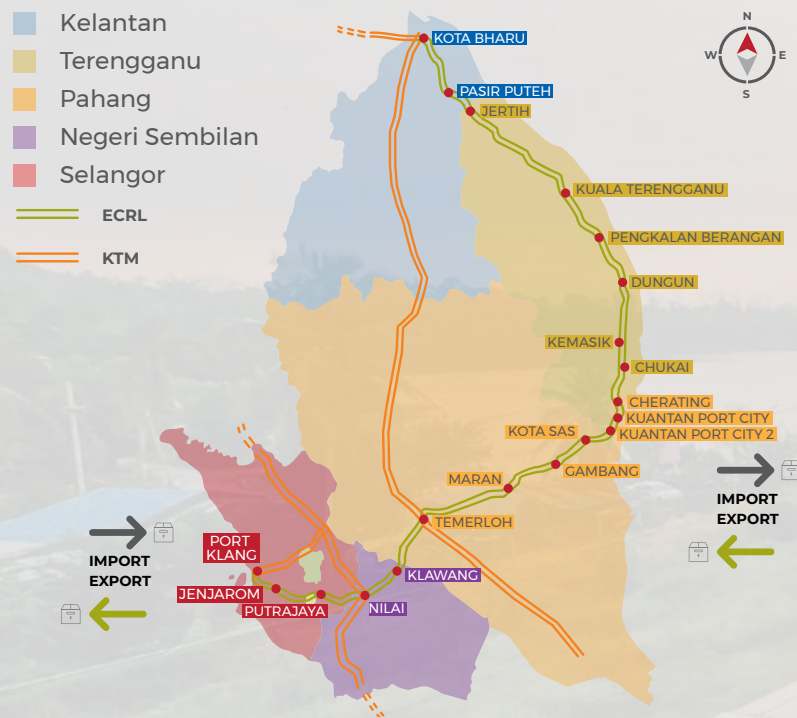 Kelantan
Terengganu
Pahang
Negeri Sembilan
Selangor
ECRL
KTM
N
W
E
S
KOTA BHARU
PASIR PUTEH
JERTIH
KUALA TERENGGANU
PENGKALAN BERANGAN
DUNGUN
KEMASIK
CHUKAI
CHERATING
KUANTAN PORT CITY
KOTA SAS
KUANTAN PORT CITY 2
GAMBANG
MARAN
TEMERLOH
IMPORT
EXPORT
PORT
KLANG
IMPORT
EXPORT
KLAWANG
JENJAROM
PUTRAJAYA
NILAI